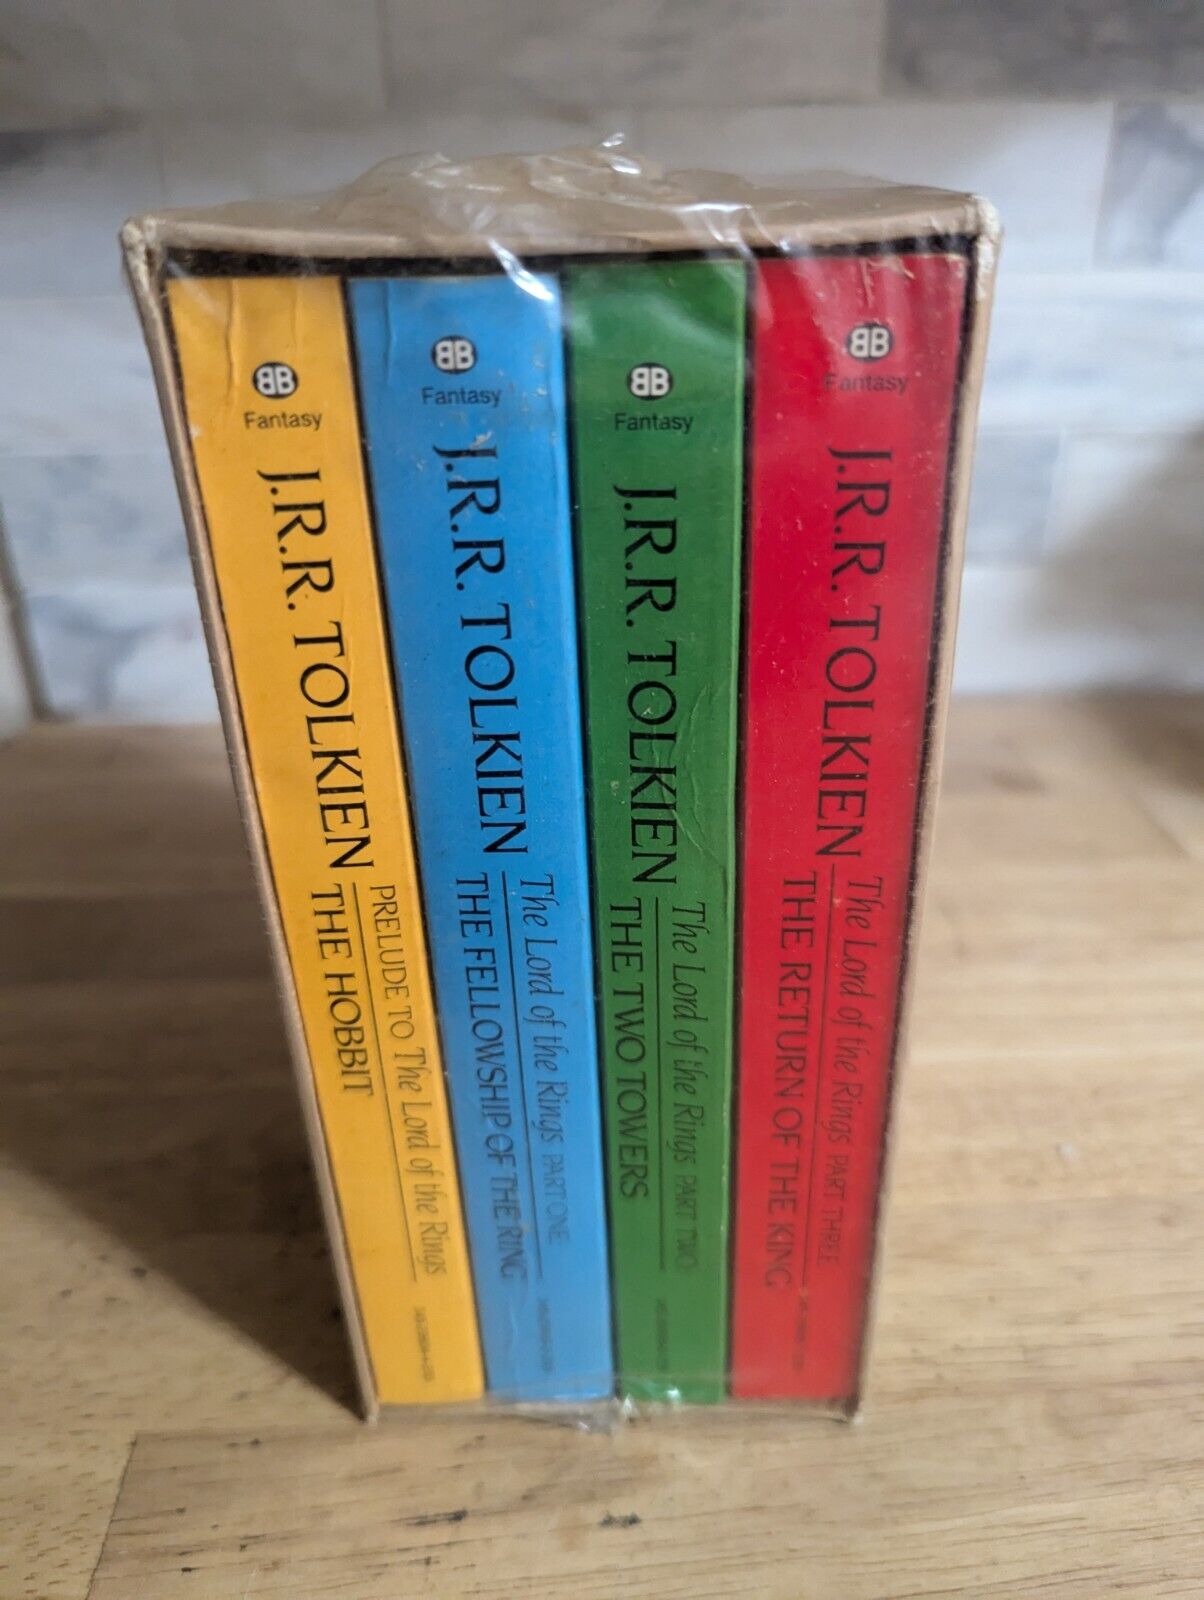 BB
Fantasy
J.R.R. TOLKIEN
PRELUDE TO The Lord of the Rings
THE HOBBIT
BB
Fantasy
J.R.R. TOLKIEN
The Lord of the Rings PART ONE
THE FELLOWSHIP OF THE RING
BB
Fantasy
J.R.R. TOLKIEN
The Lord of the Rings PART TWO
THE TWO TOWERS
BB
Fantasy
J.R.R. TOLKIEN
The Lord of the Rings PART THREE
THE RETURN OF THE KING